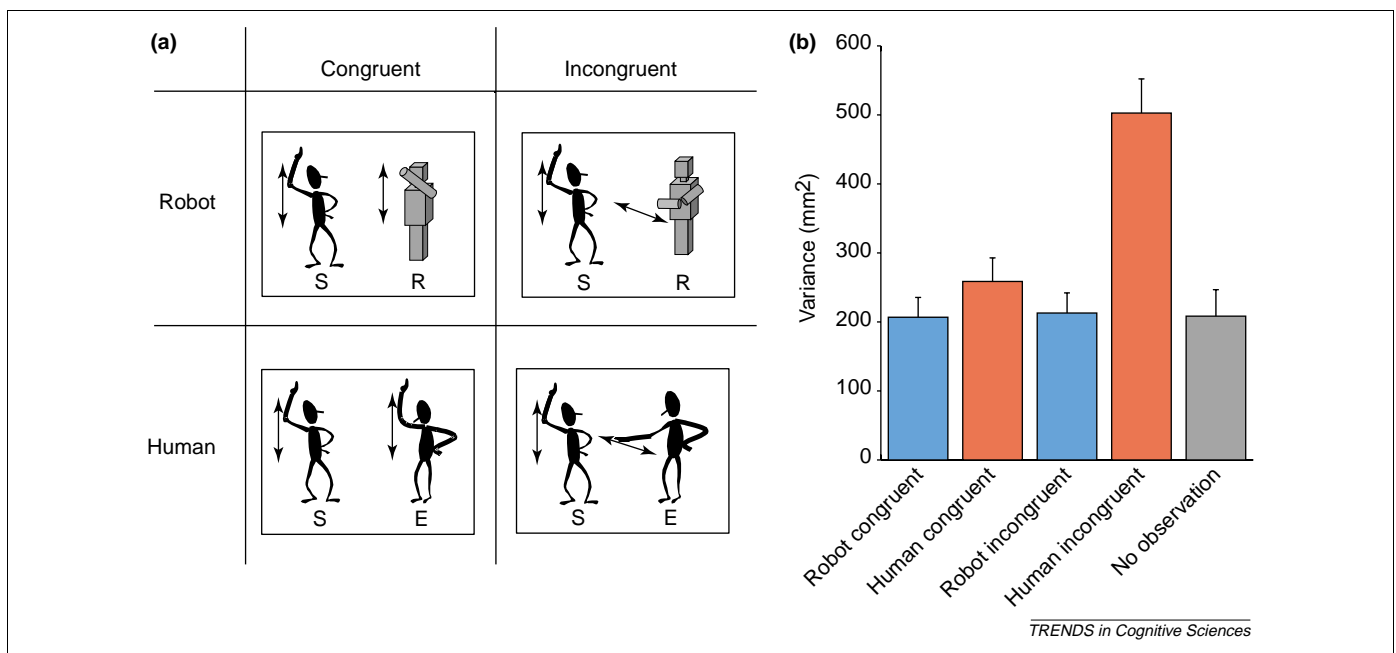 (a)
Congruent
Incongruent
Robot
S
R
S
R
Human
S
E
S
E
(b)
600
500
400
300
200
100
0
Variance (mm2)
Robot congruent
Human congruent
Robot incongruent
Human incongruent
No observation
TRENDS in Cognitive Sciences